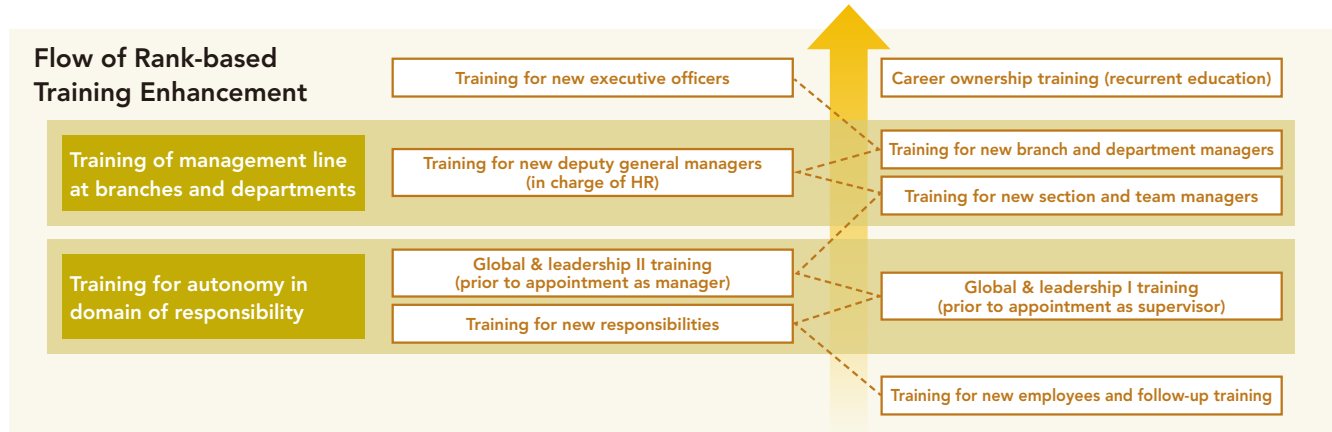 Flow of Rank-based
Training Enhancement
Training for new executive officers
Career ownership training (recurrent education)
Training of management line
at branches and departments
Training for new deputy general managers
(in charge of HR)
Training for new branch and department managers
Training for new section and team managers
Training for autonomy in
domain of responsibility
Global & leadership II training
(prior to appointment as manager)
Training for new responsibilities
Global & leadership I training
(prior to appointment as supervisor)
Training for new employees and follow-up training